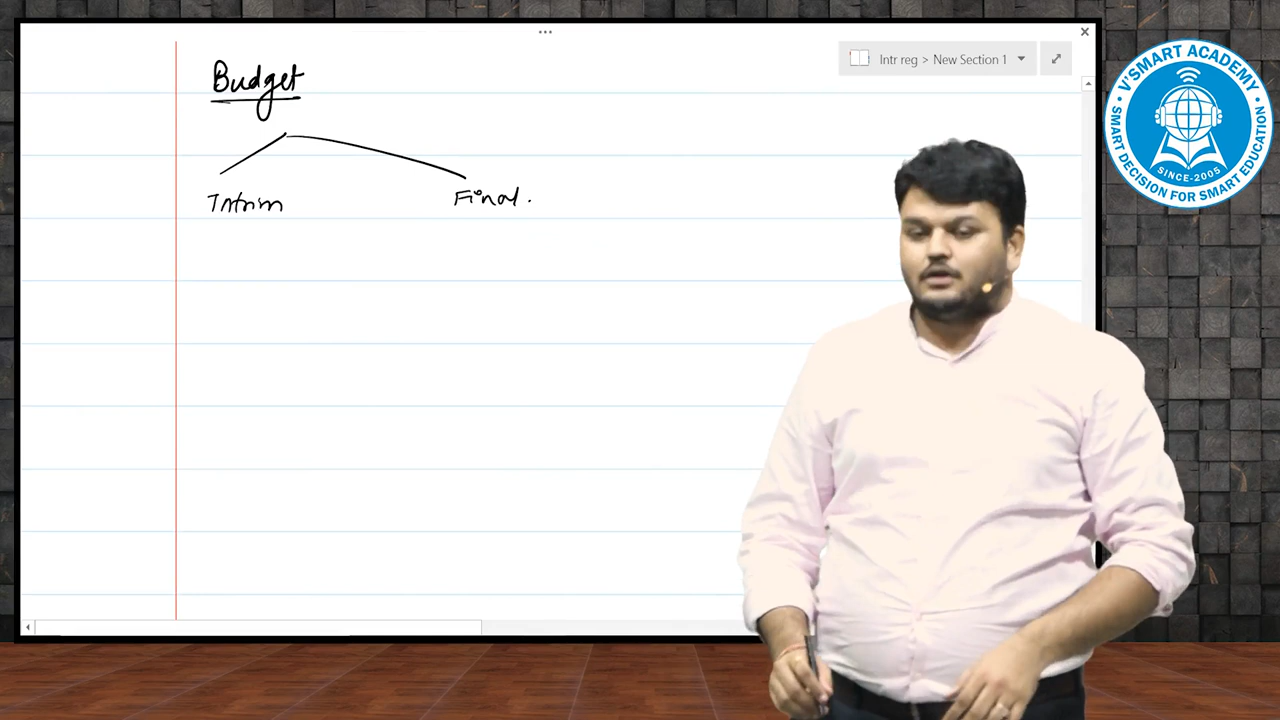 Budget
Intrim Final.
Intr reg > New Section 1
V'SMART ACADEMY
SINCE-2005
• SMART DECISION FOR SMART EDUCATION •